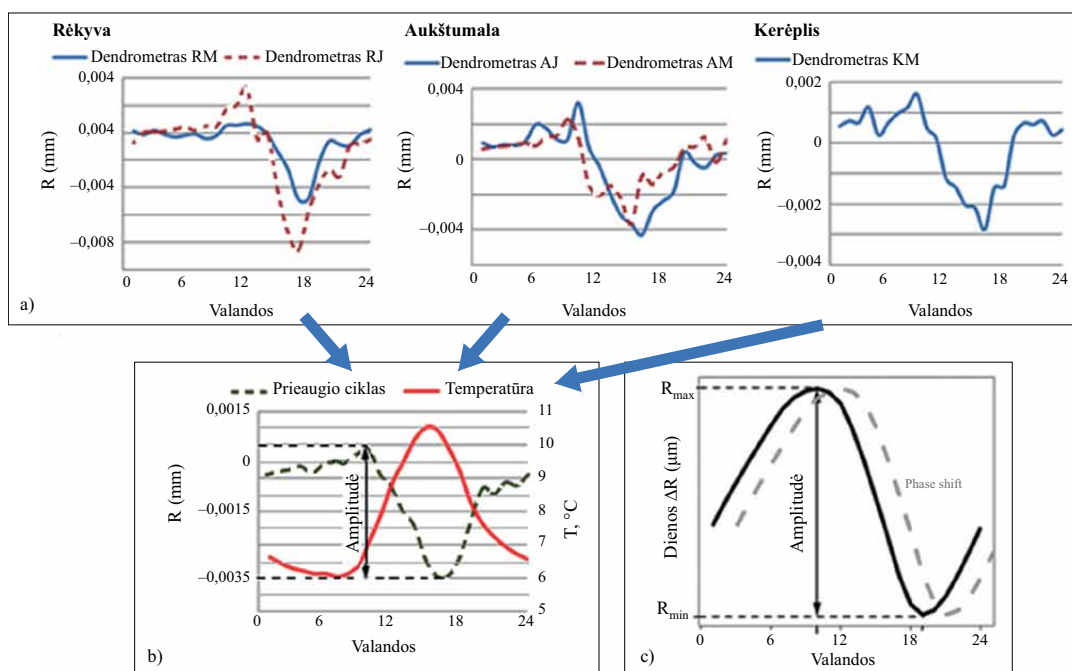 Rėkyva
Dendrometras RM Dendrometras RJ
R (mm)
0,004
0,004
–0,004
–0,008
0 6 12 18 24
Valandos
Aukštumala
Dendrometras AJ Dendrometras AM
R (mm)
0,004
0
–0,004
0 6 12 18 24
Valandos
Kerėplis
Dendrometras KM
R (mm)
0,002
0
–0,002
–0,004
0 6 12 18 24
Valandos
a)
Prieaugio ciklas Temperatūra
R (mm)
0,0015
0
–0,0015
–0,0035
Amplitudė
11
10
9
8
7
6
5
T, °C
0 6 12 18 24
Valandos
b)
Dienos ΔR (µm)
Rmax
Rmin
Amplitudė
Phase shift
0 6 12 18 24
Valandos
c)